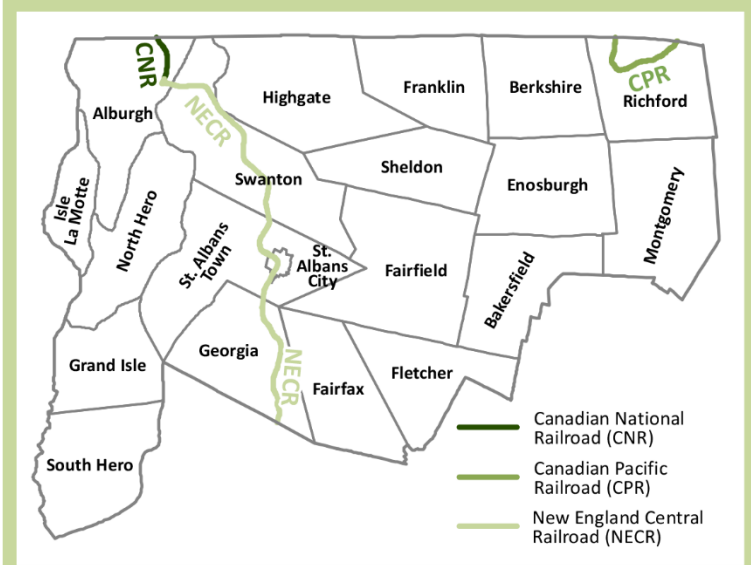 CNR
NECR
CPR
Highgate
Franklin
Berkshire
Richford
Alburgh
Isle
La Motte
North Hero
Swanton
Sheldon
Enosburgh
Montgomery
St. Albans
Town
St.
Albans
City
Fairfield
Bakersfield
Grand Isle
Georgia
NECR
Fairfax
Fletcher
South Hero
Canadian National
Railroad (CNR)
Canadian Pacific
Railroad (CPR)
New England Central
Railroad (NECR)